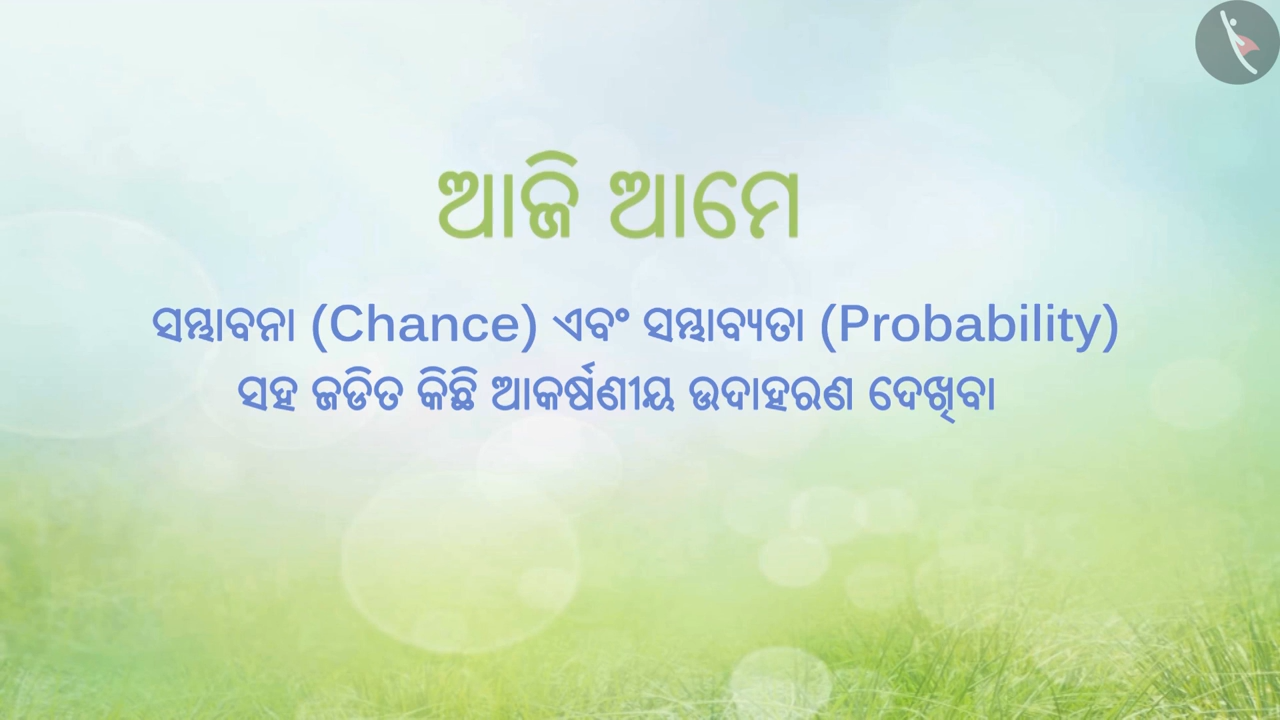 ଆଜି ଆମେ
ସମ୍ଭାବନା (Chance) ଏବଂ ସମ୍ଭାବ୍ୟତା (Probability)
ସହ ଜଡିତ କିଛି ଆକର୍ଷଣୀୟ ଉଦାହରଣ ଦେଖିବା